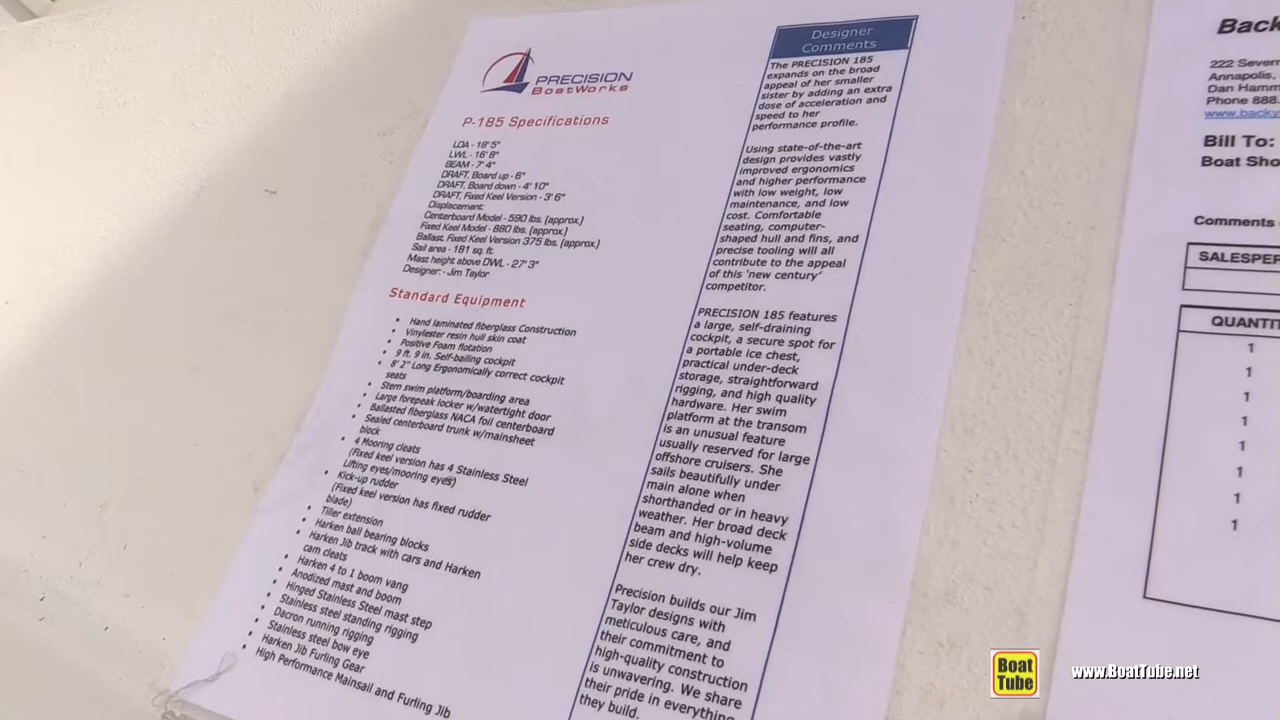 PRECISION
BoatWorks
P-185 Specifications
LOA - 18' 5"
LWL - 16' 8"
BEAM - 7' 4"
DRAFT, Board up - 6"
DRAFT, Board down - 4' 10"
DRAFT, Fixed Keel Version - 3' 6"
Displacement:
Centerboard Model - 590 lbs. (approx.)
Fixed Keel Model - 880 lbs. (approx.)
Ballast, Fixed Keel Version 375 lbs. (approx.)
Sail area - 181 sq. ft.
Mast height above DWL - 27' 3"
Designer: - Jim Taylor
Standard Equipment
• Hand laminated fiberglass Construction
• Vinylester resin hull skin coat
• Positive Foam flotation
• 9 ft. 9 in. Self-bailing cockpit
• 8' 2" Long Ergonomically correct cockpit
seats
• Stern swim platform/boarding area
• Large forepeak locker w/watertight door
• Ballasted fiberglass NACA foil centerboard
• Sealed centerboard trunk w/mainsheet
block
• 4 Mooring cleats
(Fixed keel version has 4 Stainless Steel
Lifting eyes/mooring eyes)
• Kick-up rudder
(Fixed keel version has fixed rudder
blade)
• Tiller extension
• Harken ball bearing blocks
• Harken Jib track with cars and Harken
cam cleats
• Harken 4 to 1 boom vang
• Anodized mast and boom
• Hinged Stainless Steel mast step
• Stainless steel standing rigging
• Dacron running rigging
• Stainless steel bow eye
• Harken Jib Furling Gear
• High Performance Mainsail and Furling Jib
Designer
Comments
The PRECISION 185
expands on the broad
appeal of her smaller
sister by adding an extra
dose of acceleration and
speed to her
performance profile.
Using state-of-the-art
design provides vastly
improved ergonomics
and higher performance
with low weight, low
maintenance, and low
cost. Comfortable
seating, computer-
shaped hull and fins, and
precise tooling will all
contribute to the appeal
of this 'new century'
competitor.
PRECISION 185 features
a large, self-draining
cockpit, a secure spot for
a portable ice chest,
practical under-deck
storage, straightforward
rigging, and high quality
hardware. Her swim
platform at the transom
is an unusual feature
usually reserved for large
offshore cruisers. She
sails beautifully under
main alone when
shorthanded or in heavy
weather. Her broad deck
beam and high-volume
side decks will help keep
her crew dry.
Precision builds our Jim
Taylor designs with
meticulous care, and
their commitment to
high-quality construction
is unwavering. We share
their pride in everything
they build.
Back
222 Severn
Annapolis,
Dan Hamm
Phone 888
www.backy
Bill To:
Boat Sho
Comments
SALESPER
QUANTIT
1
1
1
1
1
1
1
1
Boat
Tube
www.BoatTube.net